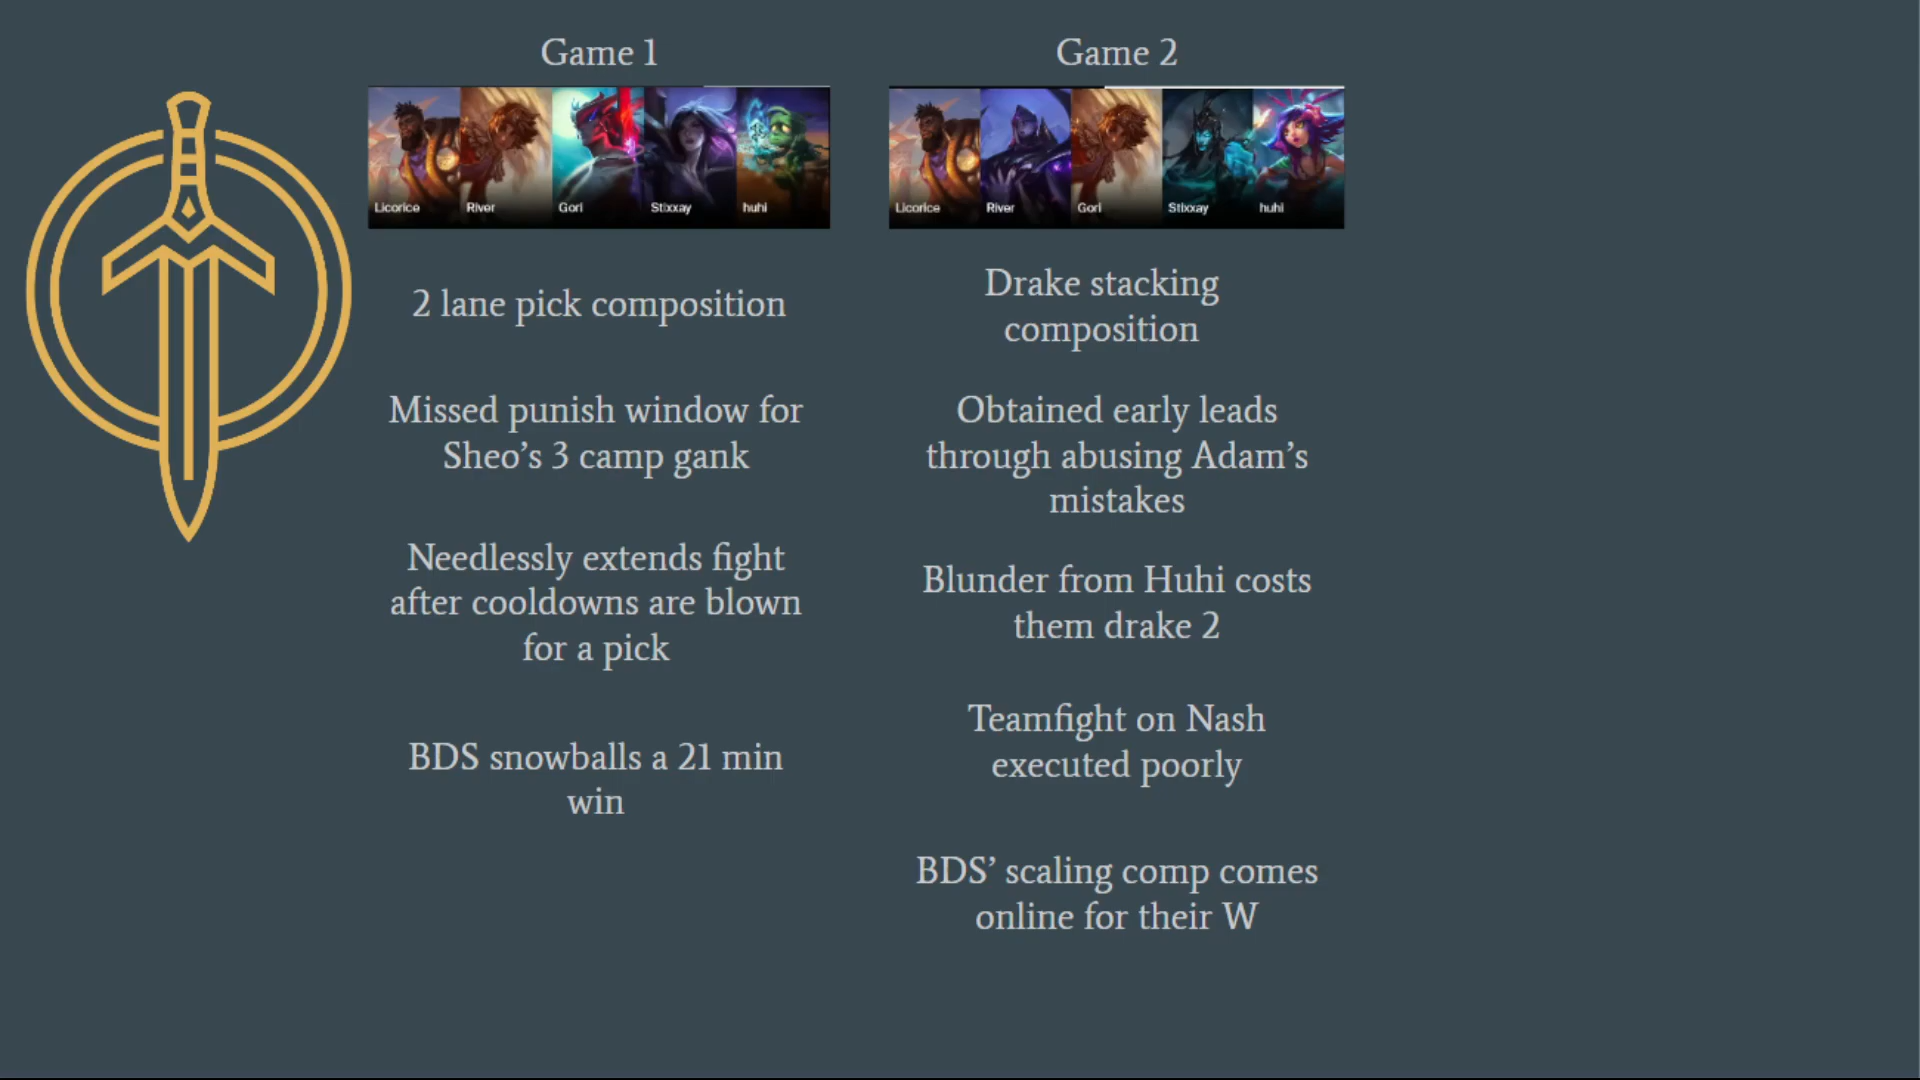 Game 1
Licorice River Gori Stixxay huhi
2 lane pick composition
Missed punish window for
Sheo’s 3 camp gank
Needlessly extends fight
after cooldowns are blown
for a pick
BDS snowballs a 21 min
win
Game 2
Licorice River Gori Stixxay huhi
Drake stacking
composition
Obtained early leads
through abusing Adam’s
mistakes
Blunder from Huhi costs
them drake 2
Teamfight on Nash
executed poorly
BDS’ scaling comp comes
online for their W